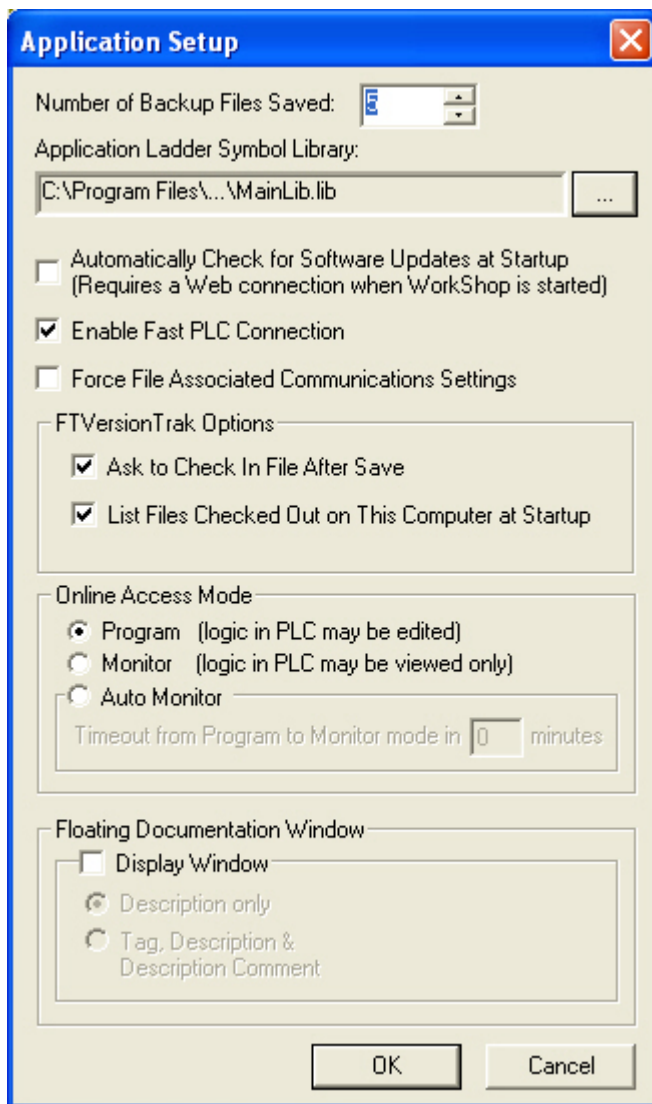 Application Setup
Number of Backup Files Saved: 5
Application Ladder Symbol Library:
C:\Program Files\...\MainLib.lib ...
Automatically Check for Software Updates at Startup
(Requires a Web connection when WorkShop is started)
Enable Fast PLC Connection
Force File Associated Communications Settings
FTVersionTrak Options
Ask to Check In File After Save
List Files Checked Out on This Computer at Startup
Online Access Mode
Program (logic in PLC may be edited)
Monitor (logic in PLC may be viewed only)
Auto Monitor
Timeout from Program to Monitor mode in 0 minutes
Floating Documentation Window
Display Window
Description only
Tag, Description &
Description Comment
OK Cancel